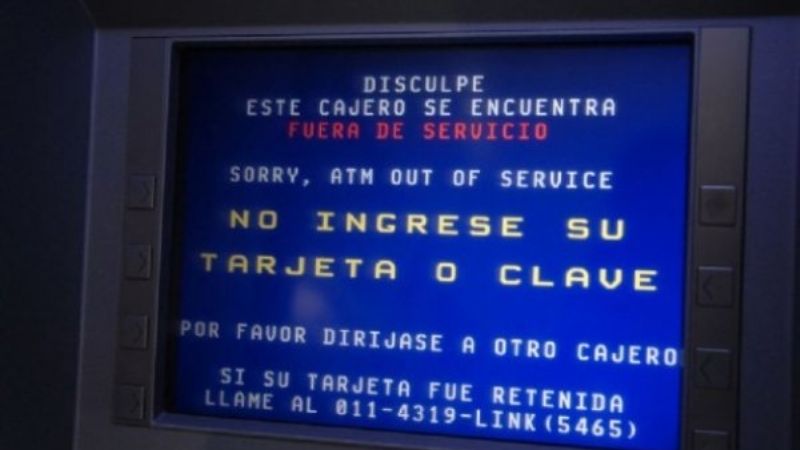 DISCULPE
ESTE CAJERO SE ENCUENTRA
FUERA DE SERVICIO
SORRY, ATM OUT OF SERVICE
NO INGRESE SU
TARJETA O CLAVE
POR FAVOR DIRIJASE A OTRO CAJERO
SI SU TARJETA FUE RETENIDA
LLAME AL 011-4319-LINK(5465)